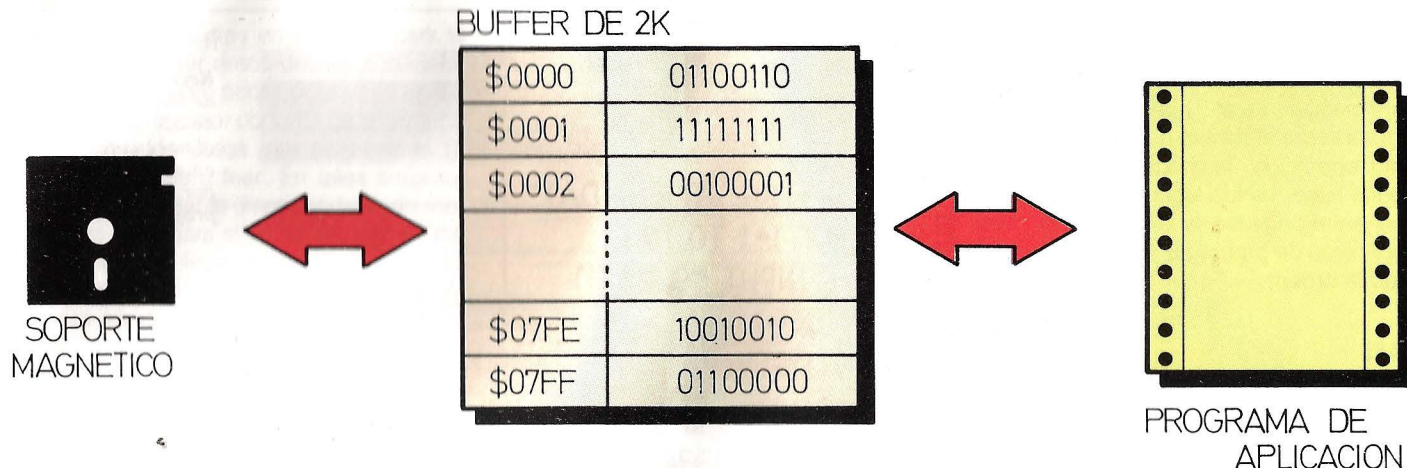 BUFFER DE 2K
$0000 01100110
$0001 11111111
$0002 00100001
$07FE 10010010
$07FF 01100000
SOPORTE
MAGNETICO
PROGRAMA DE
APLICACION